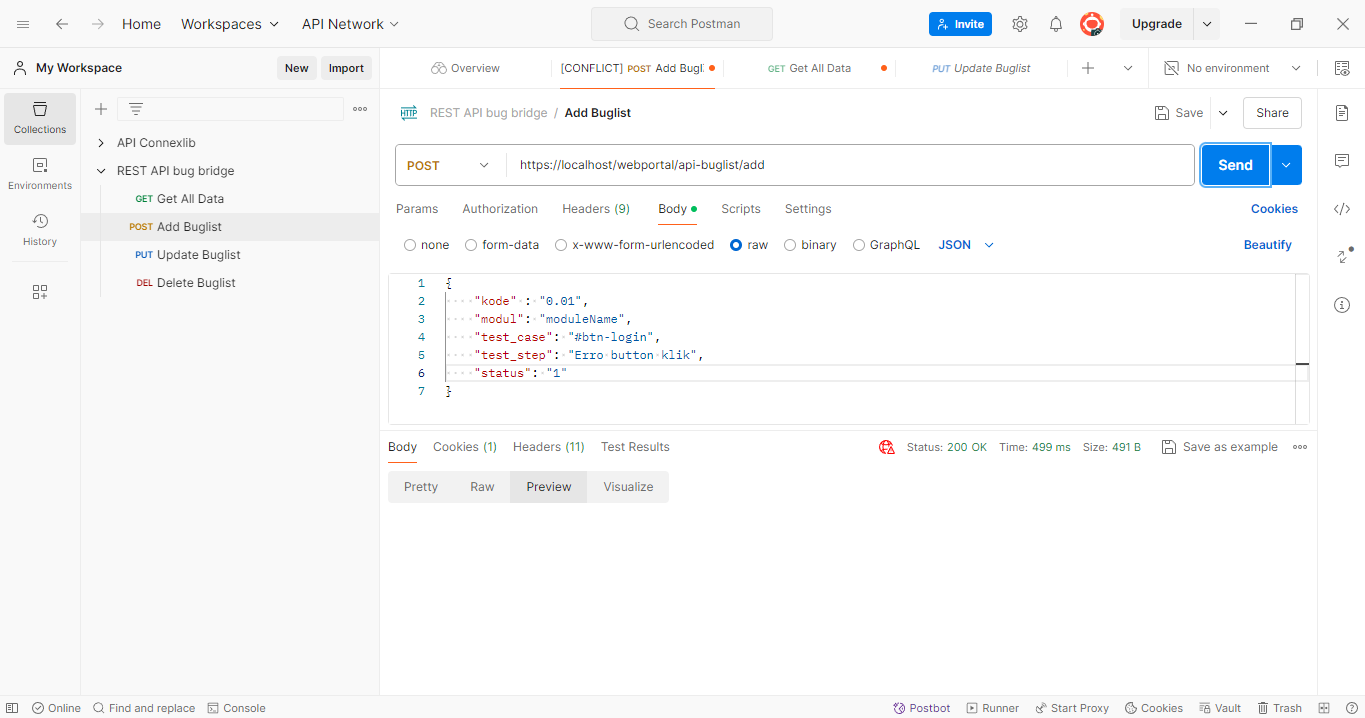 Home Workspaces API Network Search Postman Invite Upgrade
My Workspace New Import Overview [CONFLICT] POST Add Bugl GET Get All Data PUT Update Buglist No environment
Collections
Environments
History
API Connexlib
REST API bug bridge
GET Get All Data
POST Add Buglist
PUT Update Buglist
DEL Delete Buglist
HTTP REST API bug bridge / Add Buglist Save Share
POST https://localhost/webportal/api-buglist/add Send
Params Authorization Headers (9) Body Scripts Settings Cookies
none form-data x-www-form-urlencoded raw binary GraphQL JSON Beautify
1 {
2 "kode" : "0.01",
3 "modul": "moduleName",
4 "test_case": "#btn-login",
5 "test_step": "Erro button klik",
6 "status": "1"
7 }
Body Cookies (1) Headers (11) Test Results Status: 200 OK Time: 499 ms Size: 491 B Save as example
Pretty Raw Preview Visualize
Online Find and replace Console Postbot Runner Start Proxy Cookies Vault Trash